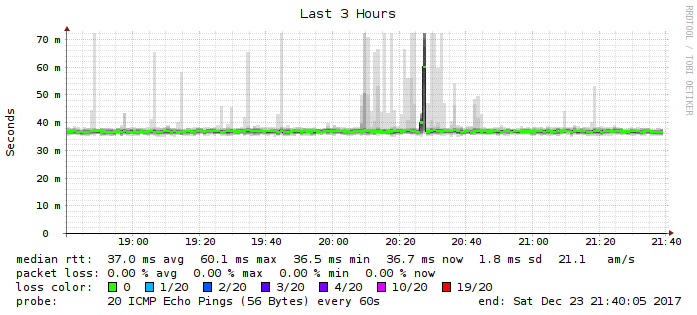 Last 3 Hours
RRDTOOL / TOBI OETIKER
Seconds
70 m
60 m
50 m
40 m
30 m
20 m
10 m
0
19:00 19:20 19:40 20:00 20:20 20:40 21:00 21:20 21:40
median rtt: 37.0 ms avg 60.1 ms max 36.5 ms min 36.7 ms now 1.8 ms sd 21.1 am/s
packet loss: 0.00 % avg 0.00 % max 0.00 % min 0.00 % now
loss color: 0 1/20 2/20 3/20 4/20 10/20 19/20
probe: 20 ICMP Echo Pings (56 Bytes) every 60s end: Sat Dec 23 21:40:05 2017